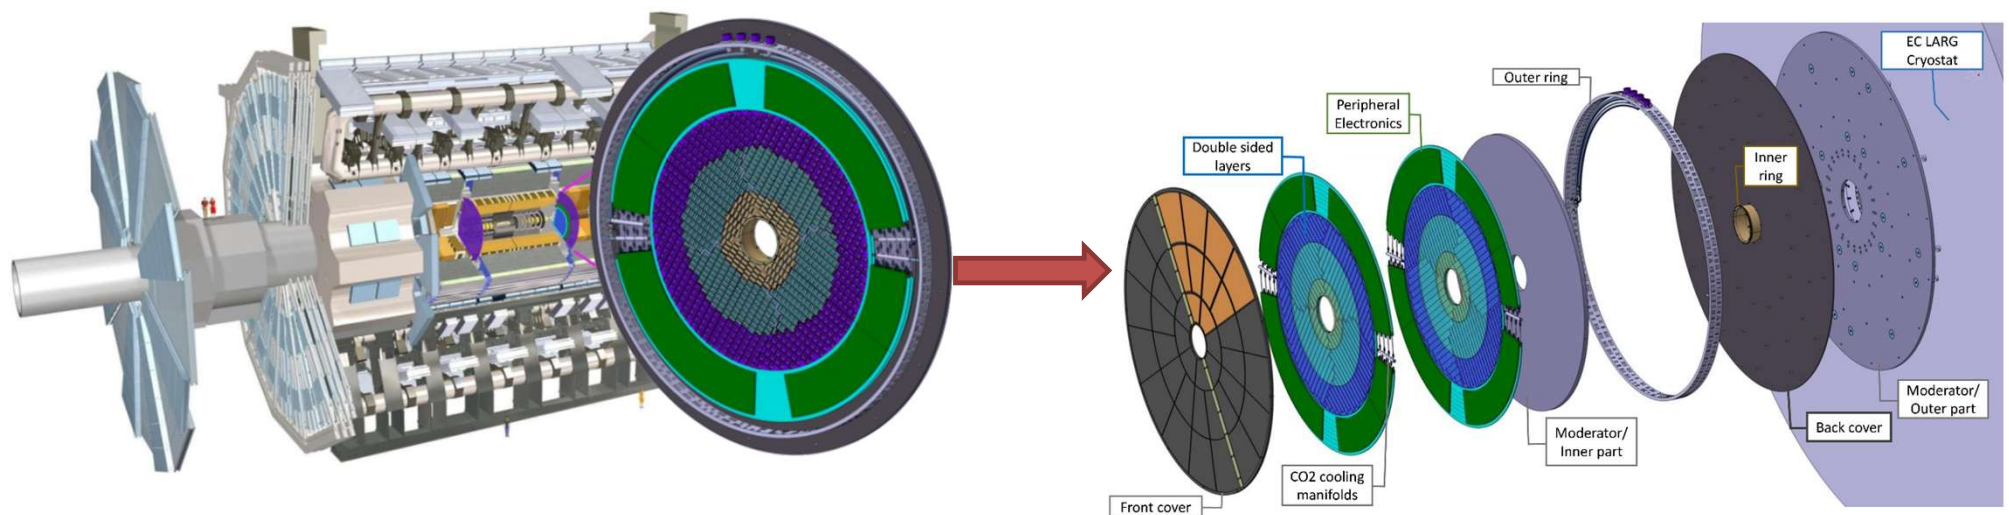 EC LARG
Cryostat
Outer ring
Peripheral
Electronics
Double sided
layers
Inner
ring
Moderator/
Outer part
Back cover
Moderator/
Inner part
CO2 cooling
manifolds
Front cover